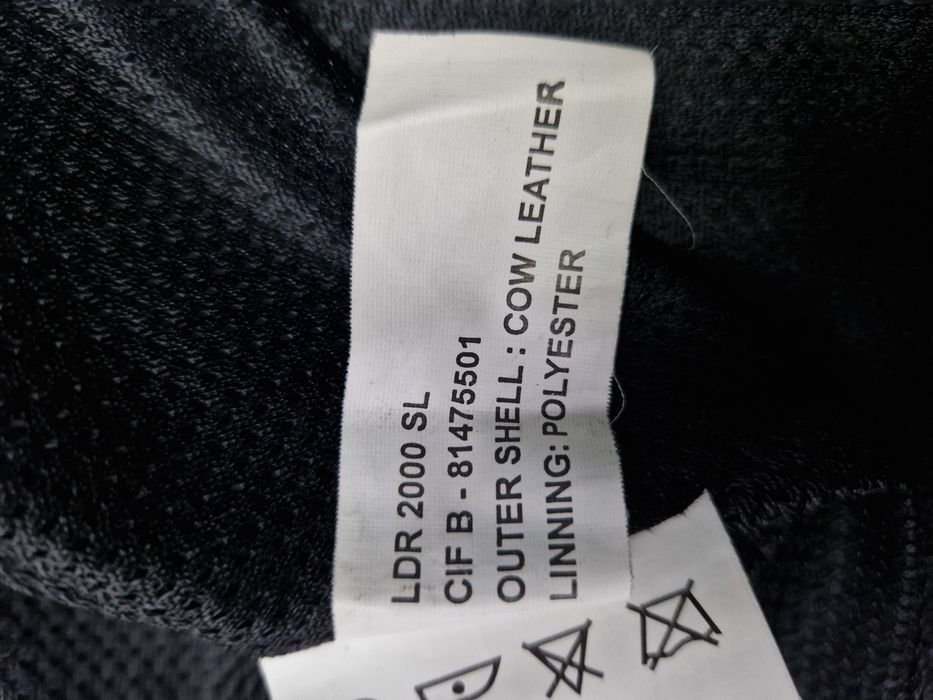 LDR 2000 SL
CIF B - 81475501
OUTER SHELL : COW LEATHER
LINNING: POLYESTER